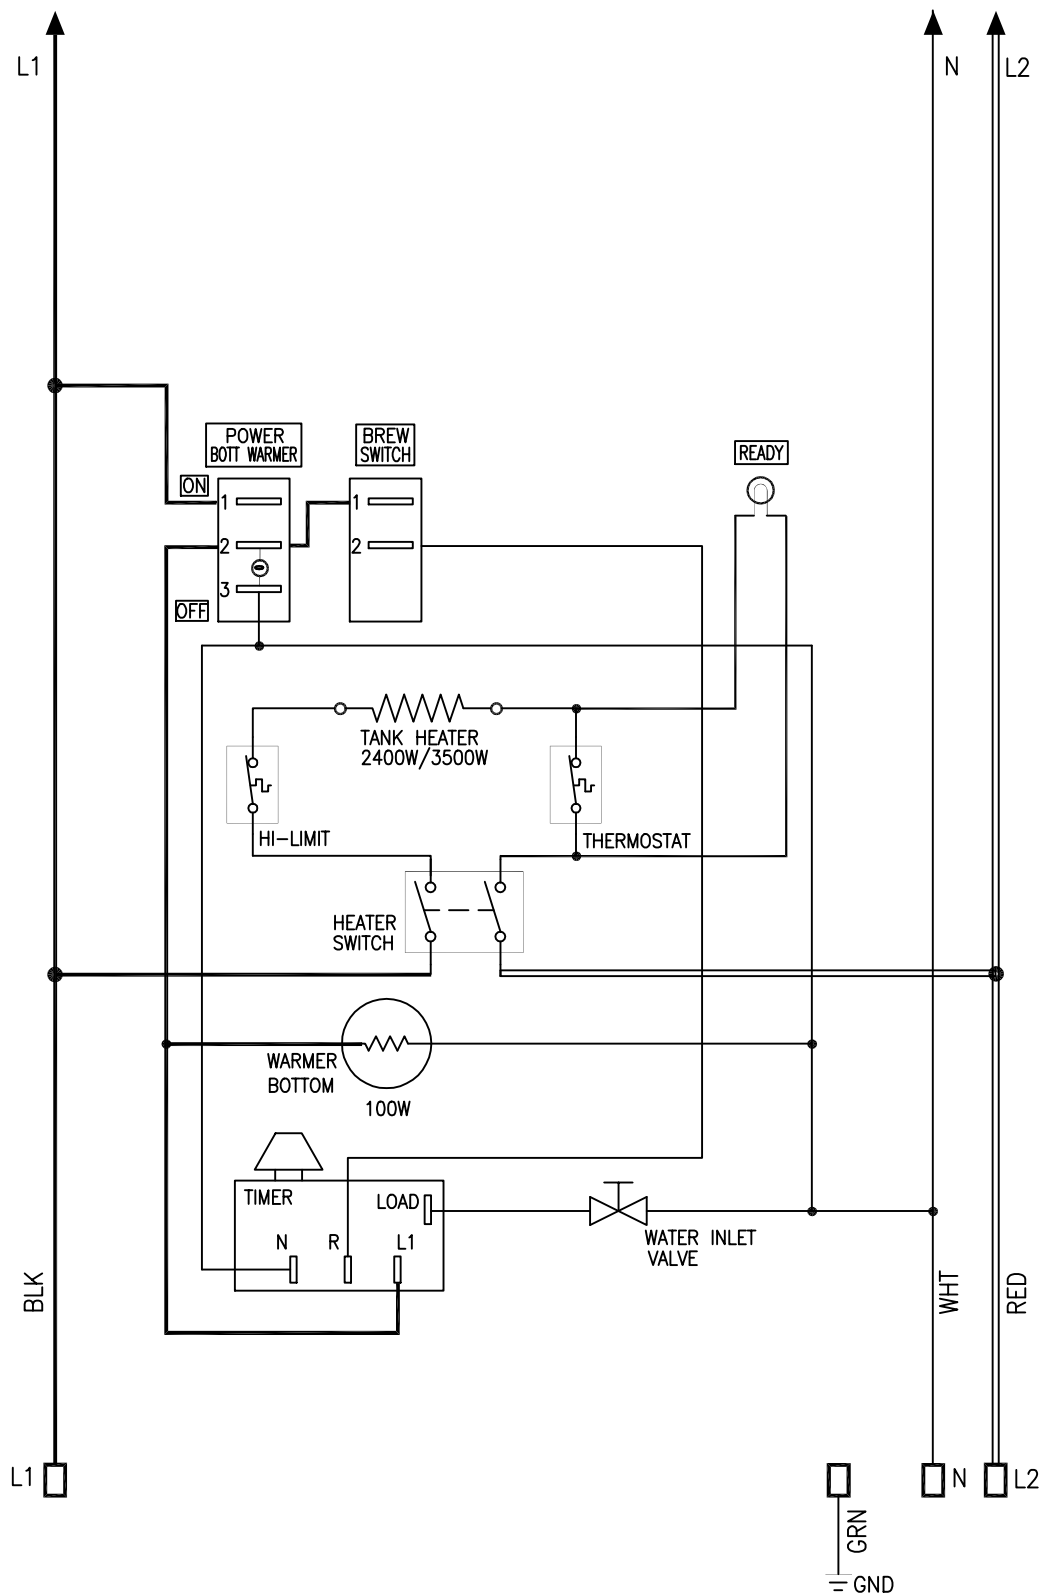 L1
N
L2
POWER
BOTT WARMER
BREW
SWITCH
READY
ON
1
2
3
OFF
1
2
TANK HEATER
2400W/3500W
HI-LIMIT
THERMOSTAT
HEATER
SWITCH
WARMER
BOTTOM
100W
TIMER
LOAD
N
R
L1
WATER INLET
VALVE
BLK
WHT
RED
L1
N
L2
GRN
GND